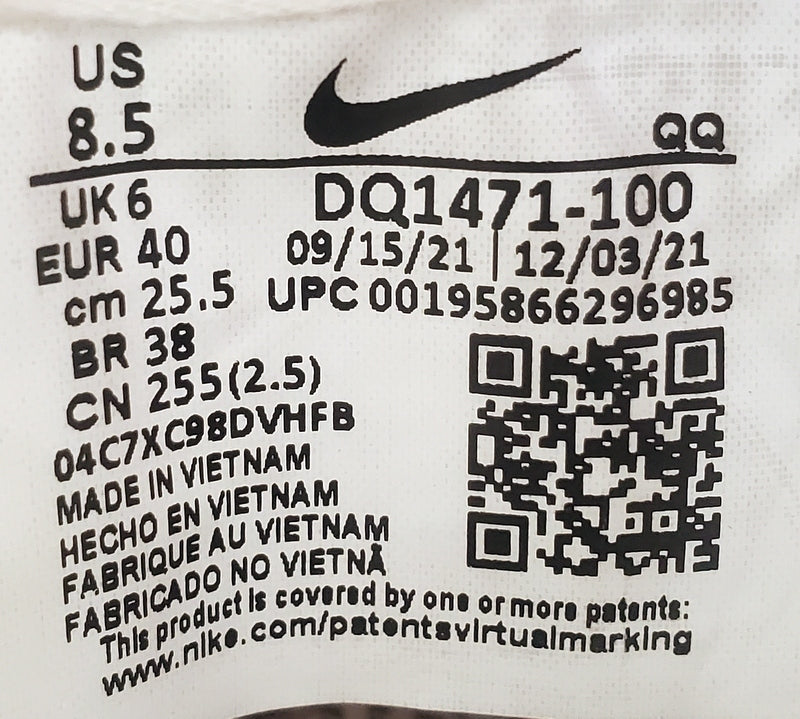 US
8.5
QQ
UK 6
DQ1471-100
EUR 40
09/15/21 | 12/03/21
cm 25.5
UPC 00195866296985
BR 38
CN 255(2.5)
04C7XC98DVHFB
MADE IN VIETNAM
HECHO EN VIETNAM
FABRIQUE AU VIETNAM
FABRICADO NO VIETNÃ
This product is covered by one or more patents:
www.nike.com/patentsvirtualmarking